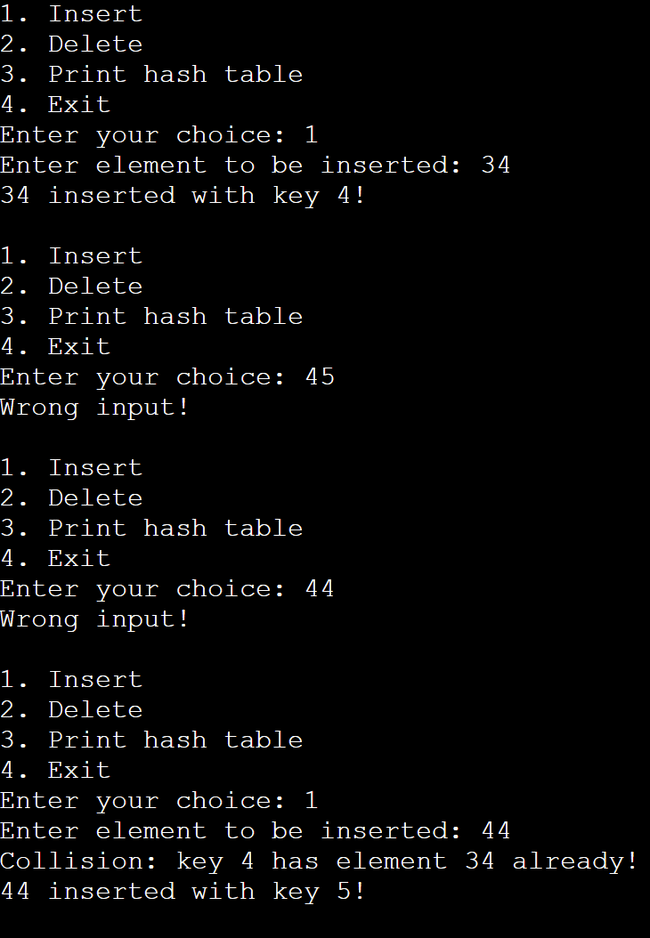 1. Insert
2. Delete
3. Print hash table
4. Exit
Enter your choice: 1
Enter element to be inserted: 34
34 inserted with key 4!
1. Insert
2. Delete
3. Print hash table
4. Exit
Enter your choice: 45
Wrong input!
1. Insert
2. Delete
3. Print hash table
4. Exit
Enter your choice: 44
Wrong input!
1. Insert
2. Delete
3. Print hash table
4. Exit
Enter your choice: 1
Enter element to be inserted: 44
Collision: key 4 has element 34 already!
44 inserted with key 5!